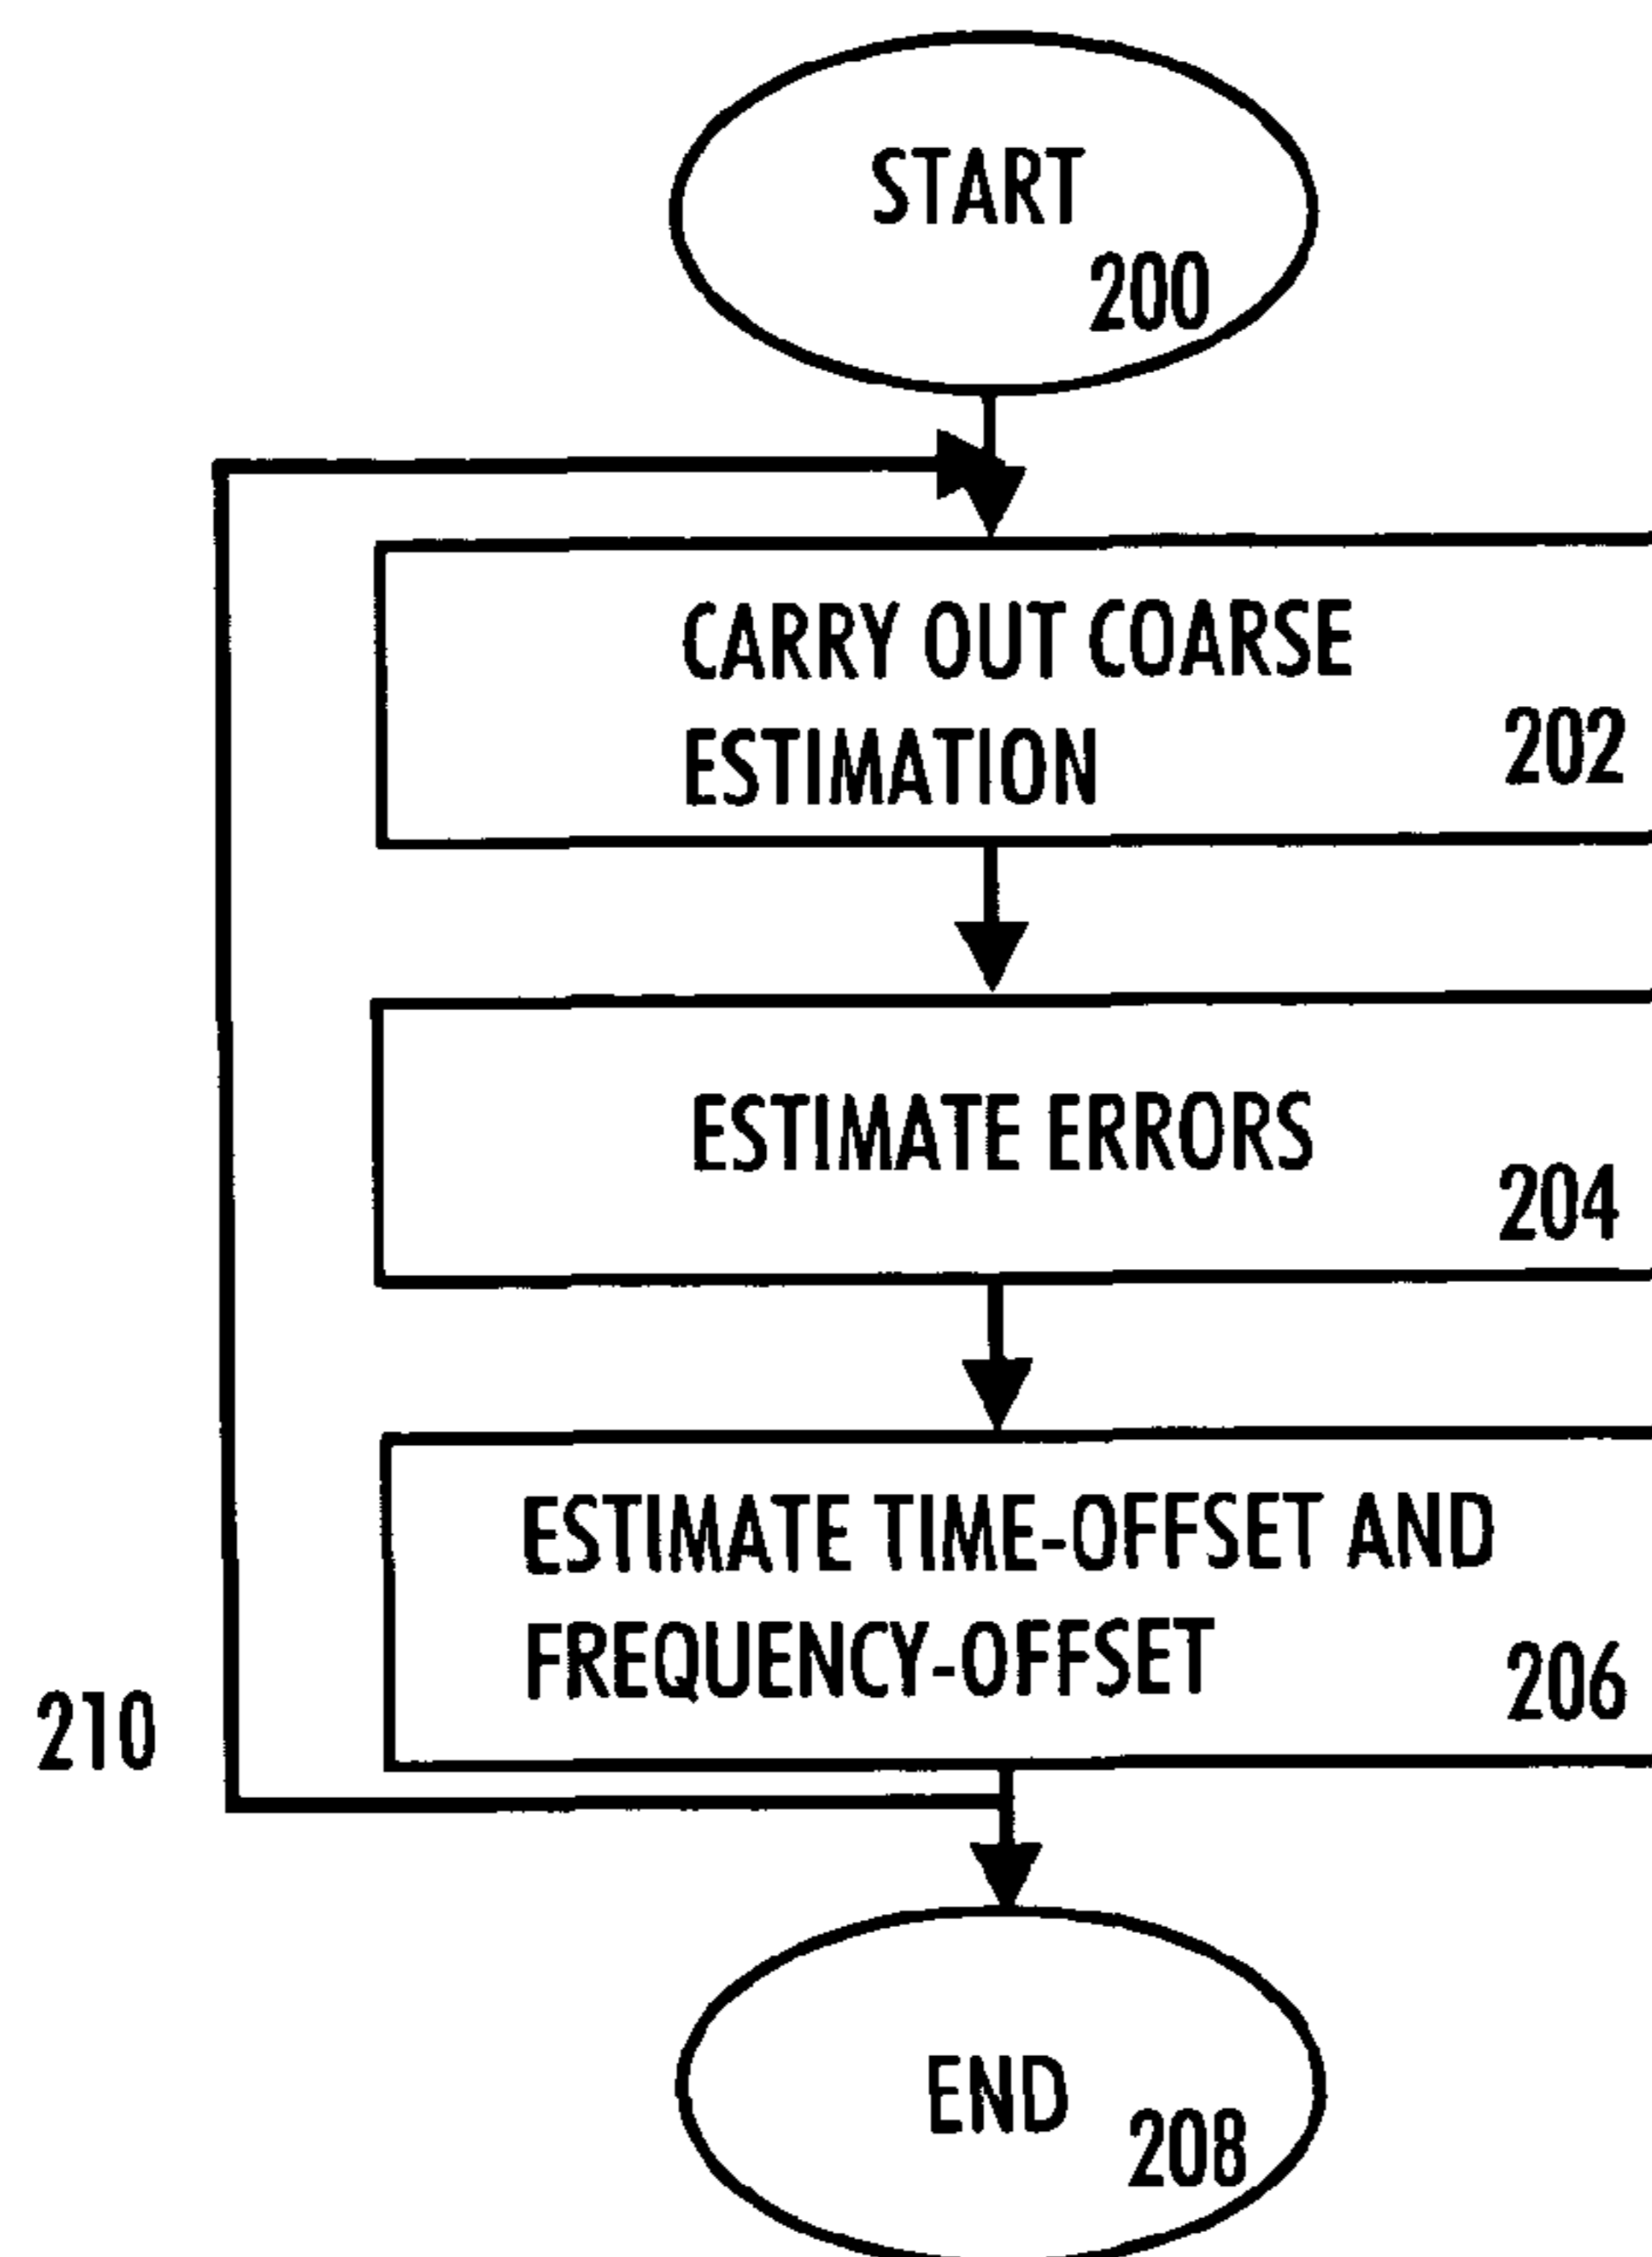 START
200
CARRY OUT COARSE
ESTIMATION
202
ESTIMATE ERRORS
204
ESTIMATE TIME-OFFSET AND
FREQUENCY-OFFSET
206
210
END
208